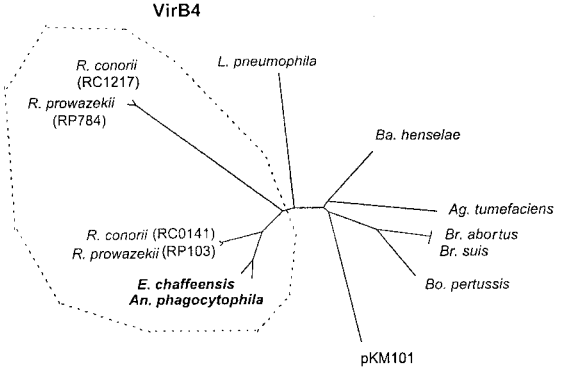 VirB4
R. conorii
(RC1217)
R. prowazekii
(RP784)
L. pneumophila
Ba. henselae
Ag. tumefaciens
Br. abortus
Br. suis
Bo. pertussis
pKM101
R. conorii (RC0141)
R. prowazekii (RP103)
E. chaffeensis
An. phagocytophila